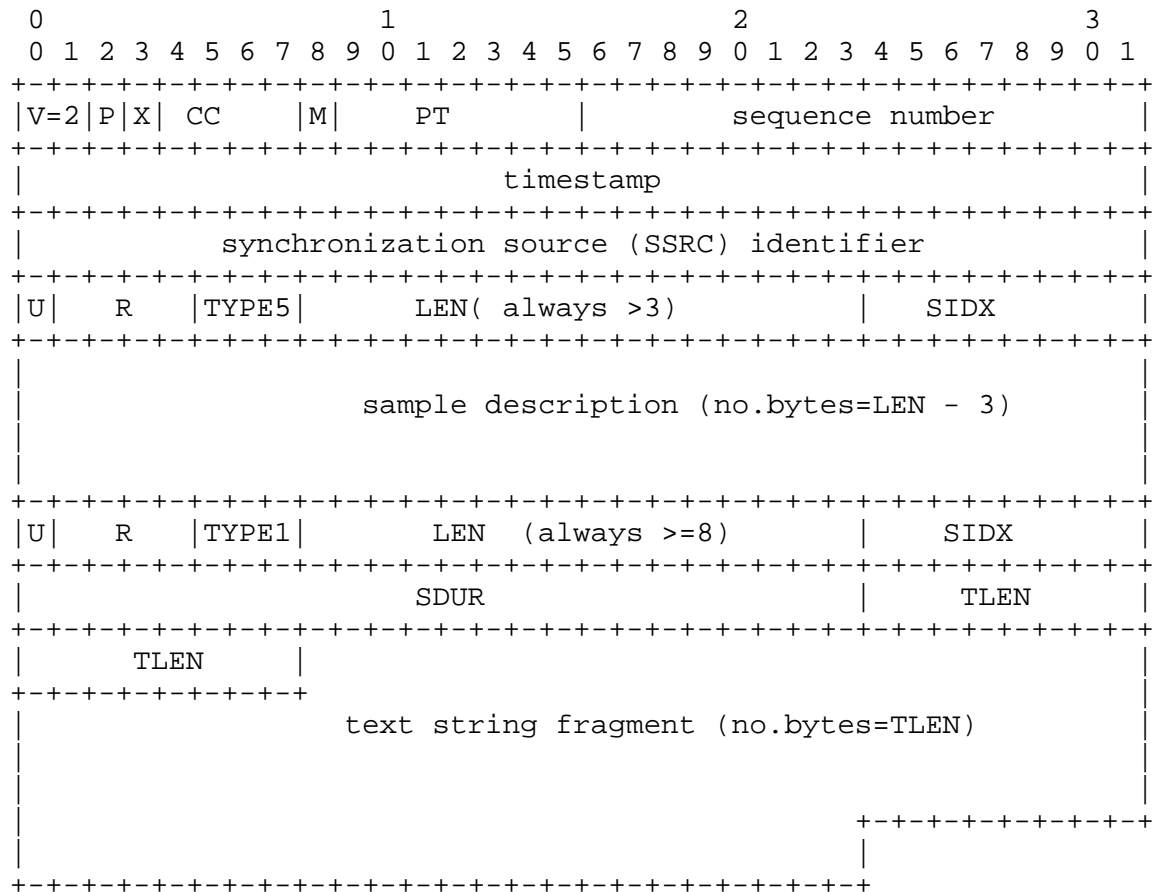 0                   1                   2                   3
 0 1 2 3 4 5 6 7 8 9 0 1 2 3 4 5 6 7 8 9 0 1 2 3 4 5 6 7 8 9 0 1
+-+-+-+-+-+-+-+-+-+-+-+-+-+-+-+-+-+-+-+-+-+-+-+-+-+-+-+-+-+-+-+-+
|V=2|P|X| CC    |M|    PT       |        sequence number        |
+-+-+-+-+-+-+-+-+-+-+-+-+-+-+-+-+-+-+-+-+-+-+-+-+-+-+-+-+-+-+-+-+
|                           timestamp                           |
+-+-+-+-+-+-+-+-+-+-+-+-+-+-+-+-+-+-+-+-+-+-+-+-+-+-+-+-+-+-+-+-+
|           synchronization source (SSRC) identifier            |
+-+-+-+-+-+-+-+-+-+-+-+-+-+-+-+-+-+-+-+-+-+-+-+-+-+-+-+-+-+-+-+-+
|U|   R   |TYPE5|      LEN( always >3)          |   SIDX        |
+-+-+-+-+-+-+-+-+-+-+-+-+-+-+-+-+-+-+-+-+-+-+-+-+-+-+-+-+-+-+-+-+
|                                                               |
|                   sample description (no.bytes=LEN - 3)       |
|                                                               |
|                                                               |
+-+-+-+-+-+-+-+-+-+-+-+-+-+-+-+-+-+-+-+-+-+-+-+-+-+-+-+-+-+-+-+-+
|U|   R   |TYPE1|       LEN  (always >=8)       |    SIDX       |
+-+-+-+-+-+-+-+-+-+-+-+-+-+-+-+-+-+-+-+-+-+-+-+-+-+-+-+-+-+-+-+-+
|                      SDUR                     |     TLEN      |
+-+-+-+-+-+-+-+-+-+-+-+-+-+-+-+-+-+-+-+-+-+-+-+-+-+-+-+-+-+-+-+-+
|      TLEN     |                                               |
+-+-+-+-+-+-+-+-+                                               |
|                  text string fragment (no.bytes=TLEN)         |
|                                                               |
|                                                               |
|                                               +-+-+-+-+-+-+-+-+
|                                               |
+-+-+-+-+-+-+-+-+-+-+-+-+-+-+-+-+-+-+-+-+-+-+-+-+